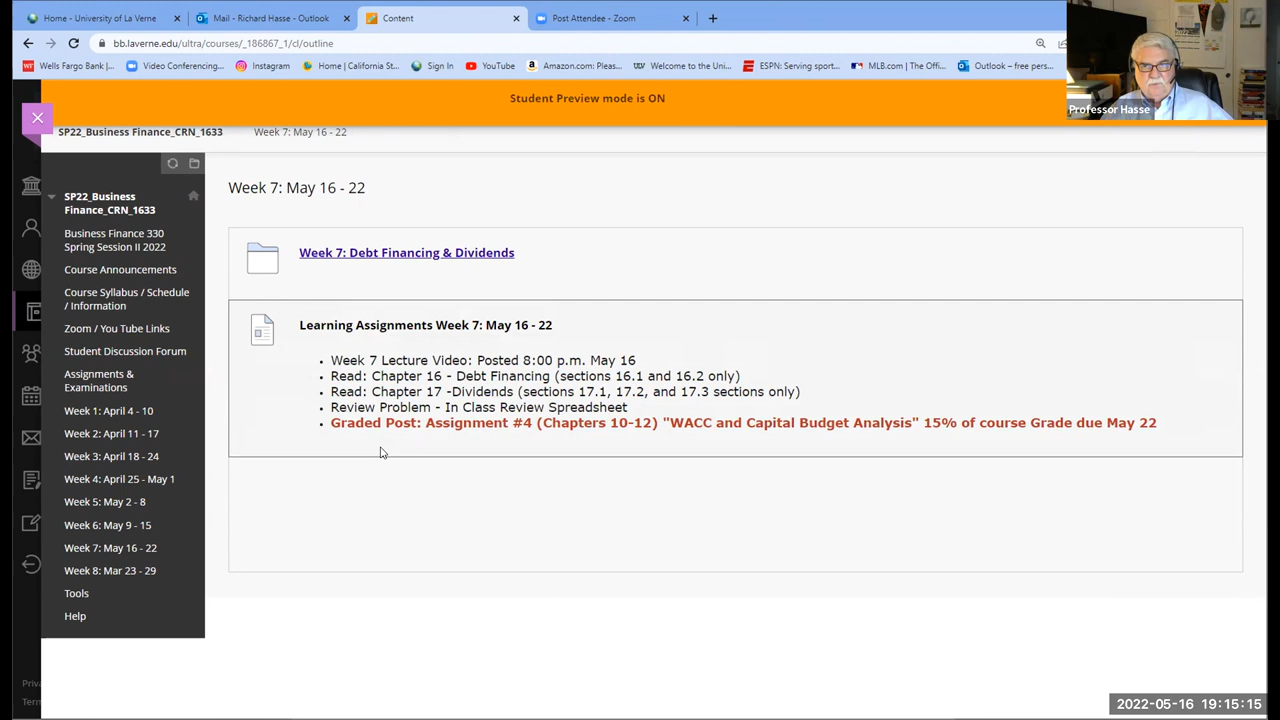 Home - University of La Verne
Mail - Richard Hasse - Outlook
Content
Post Attendee - Zoom
bb.laverne.edu/ultra/courses/_186867_1/cl/outline
Wells Fargo Bank |...
Video Conferencing...
Instagram
Home | California St...
Sign In
YouTube
Amazon.com: Pleas...
Welcome to the Uni...
ESPN: Serving sport...
MLB.com | The Offi...
Outlook – free pers...
Professor Hasse
Student Preview mode is ON
SP22_Business Finance_CRN_1633
Week 7: May 16 - 22
SP22_Business
Finance_CRN_1633
Business Finance 330
Spring Session II 2022
Course Announcements
Course Syllabus / Schedule
/ Information
Zoom / You Tube Links
Student Discussion Forum
Assignments &
Examinations
Week 1: April 4 - 10
Week 2: April 11 - 17
Week 3: April 18 - 24
Week 4: April 25 - May 1
Week 5: May 2 - 8
Week 6: May 9 - 15
Week 7: May 16 - 22
Week 8: Mar 23 - 29
Tools
Help
Week 7: May 16 - 22
Week 7: Debt Financing & Dividends
Learning Assignments Week 7: May 16 - 22
• Week 7 Lecture Video: Posted 8:00 p.m. May 16
• Read: Chapter 16 - Debt Financing (sections 16.1 and 16.2 only)
• Read: Chapter 17 -Dividends (sections 17.1, 17.2, and 17.3 sections only)
• Review Problem - In Class Review Spreadsheet
• Graded Post: Assignment #4 (Chapters 10-12) "WACC and Capital Budget Analysis" 15% of course Grade due May 22
Priva
Term
2022-05-16 19:15:15